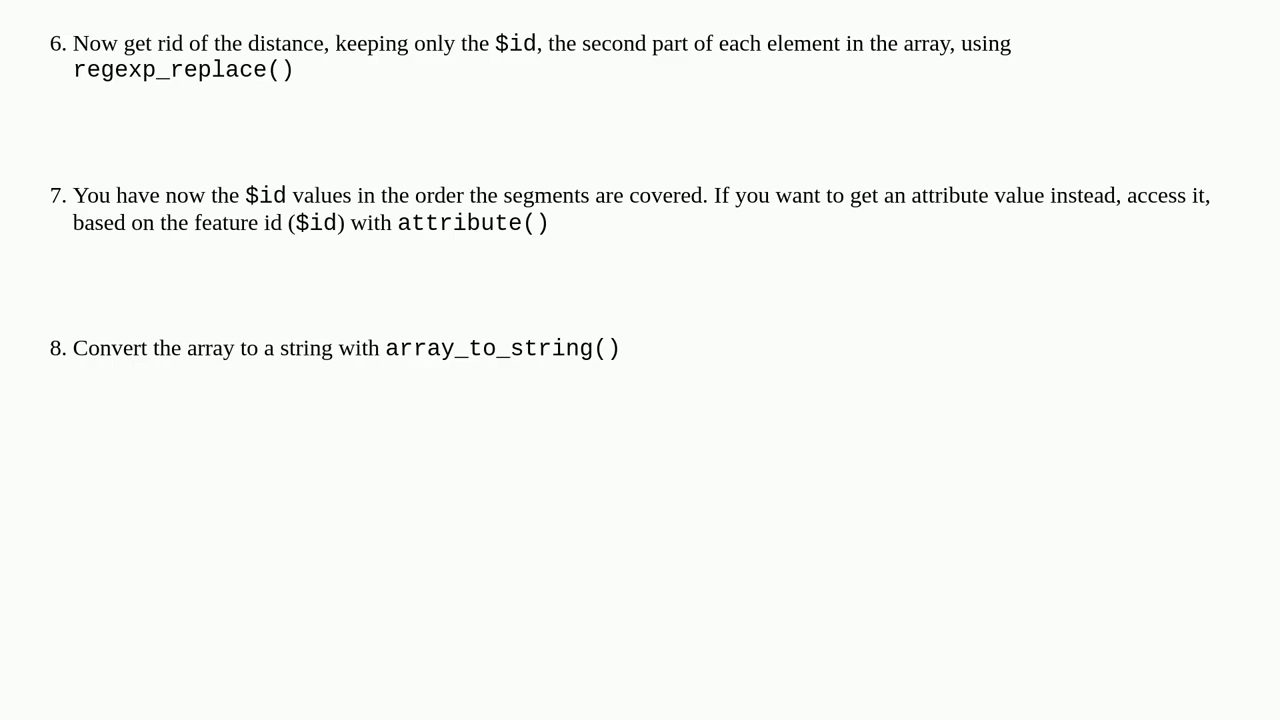 6. Now get rid of the distance, keeping only the $id, the second part of each element in the array, using
regexp_replace()
7. You have now the $id values in the order the segments are covered. If you want to get an attribute value instead, access it,
based on the feature id ($id) with attribute()
8. Convert the array to a string with array_to_string()